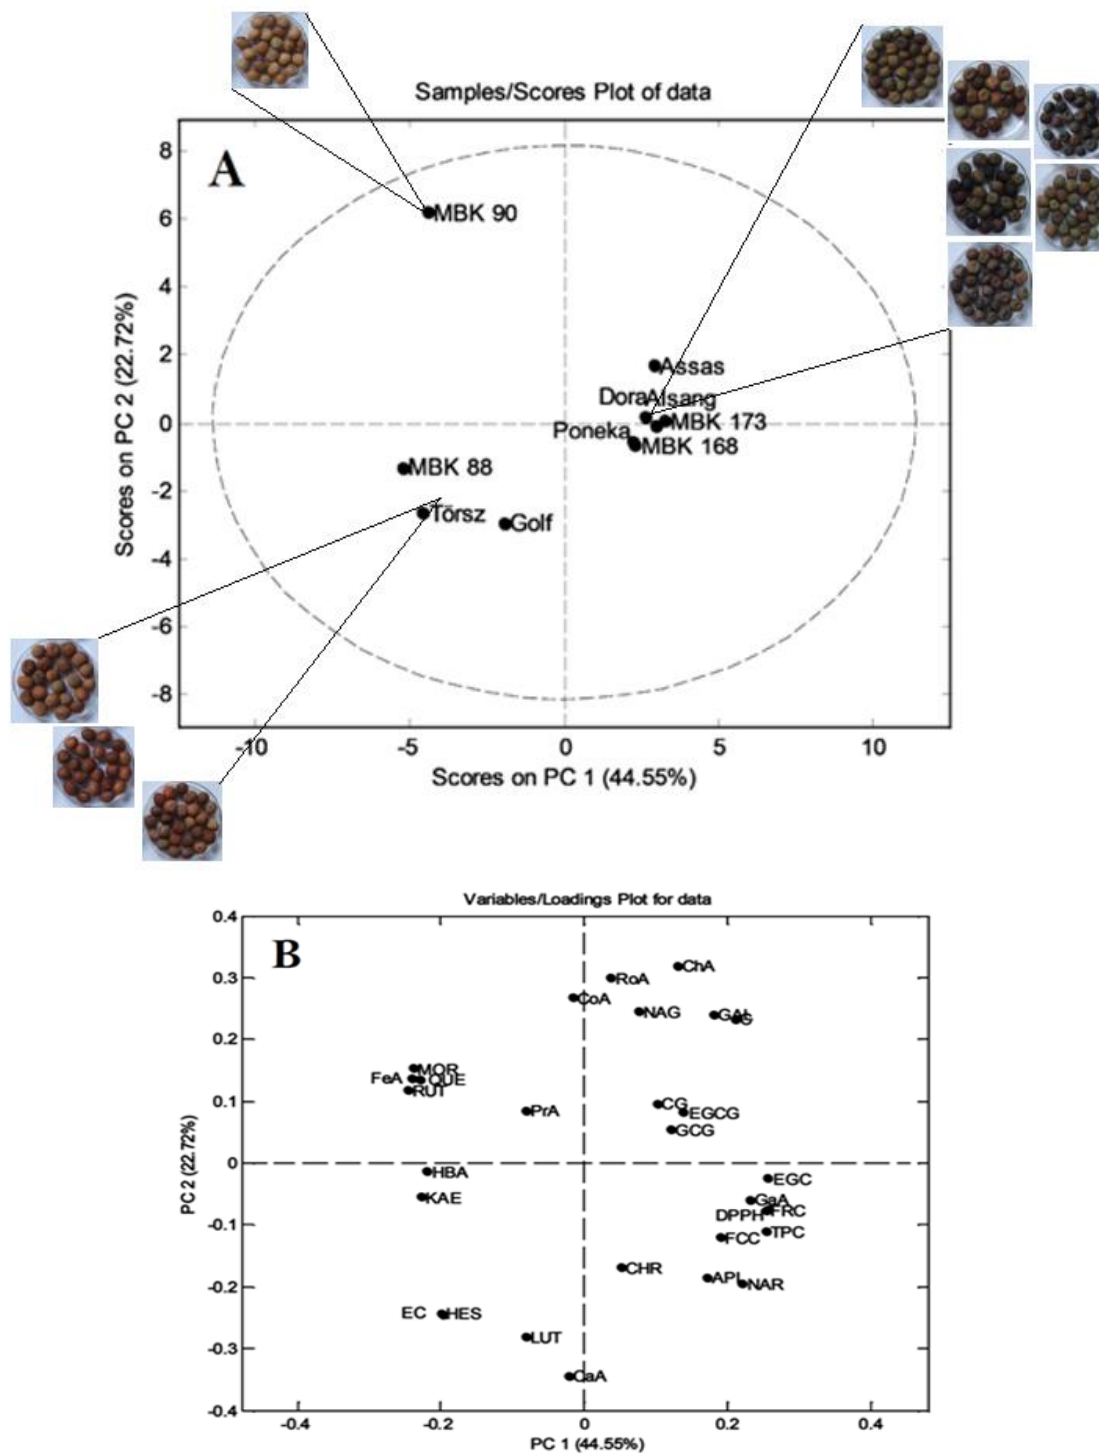 Samples/Scores Plot of data
A
8
6
4
2
0
-2
-4
-6
-8
Scores on PC 2 (22.72%)
MBK 90
Assas
Dora Alsang
MBK 173
Poneka
MBK 168
MBK 88
Törsz
Golf
-10 -5 0 5 10
Scores on PC 1 (44.55%)
Variables/Loadings Plot for data
B
0.4
0.3
0.2
0.1
0
-0.1
-0.2
-0.3
-0.4
PC 2 (22.72%)
ChA
RoA
CoA
NAG
GAL
G
MOR
FeA QUE
RUT
PrA
CG
EGCG
GCG
HBA
KAE
EGC
GaA
DPPH FRC
TPC
FCC
CHR
API
NAR
EC HES
LUT
CaA
-0.4 -0.2 0 0.2 0.4
PC 1 (44.55%)